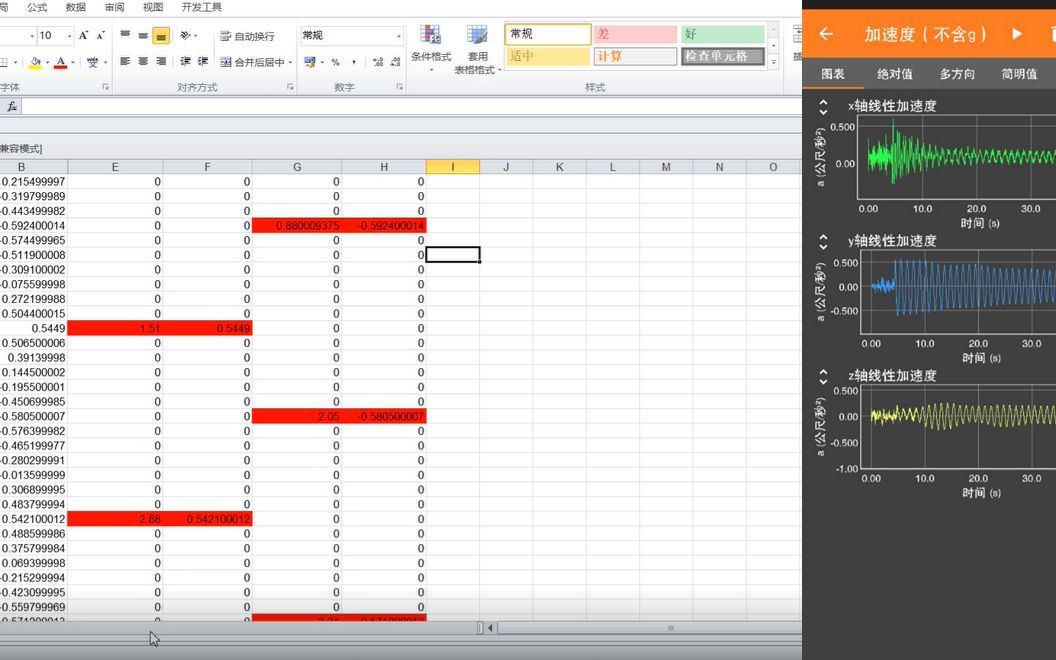 局 公式 数据 审阅 视图 开发工具
10 A A 自动换行 常规 条件格式 套用 表格格式 常规 差 好
合并后居中 % , 适中 计算 检查单元格
字体 对齐方式 数字 样式
fx
兼容模式]
B E F G H I J K L M N O
0.215499997 0 0 0 0
-0.319799989 0 0 0 0
-0.443499982 0 0 0 0
-0.592400014 0 0 0.880009375 -0.592400014
-0.574499965 0 0 0 0
-0.511900008 0 0 0 0
-0.309100002 0 0 0 0
-0.075599998 0 0 0 0
0.272199988 0 0 0 0
0.504400015 0 0 0 0
0.5449 1.51 0.5449 0 0
0.506500006 0 0 0 0
0.39139998 0 0 0 0
0.144502002 0 0 0 0
-0.195500001 0 0 0 0
-0.450699985 0 0 0 0
-0.580500007 0 0 2.05 -0.580500007
-0.576399982 0 0 0 0
-0.465199977 0 0 0 0
-0.280299991 0 0 0 0
-0.013599999 0 0 0 0
0.306899995 0 0 0 0
0.483799994 0 0 0 0
0.542100012 2.68 0.542100012 0 0
0.488599986 0 0 0 0
0.375799984 0 0 0 0
0.069399998 0 0 0 0
-0.215299994 0 0 0 0
-0.423099995 0 0 0 0
-0.559799969 0 0 0 0
加速度（不含g）
图表 绝对值 多方向 简明值
x轴线性加速度
a (公尺/秒²)
0.500
0.00
0.00 10.0 20.0 30.0
时间 (s)
y轴线性加速度
a (公尺/秒²)
0.500
0.00
-0.500
0.00 10.0 20.0 30.0
时间 (s)
z轴线性加速度
a (公尺/秒²)
0.500
0.00
-0.500
-1.00
0.00 10.0 20.0 30.0
时间 (s)